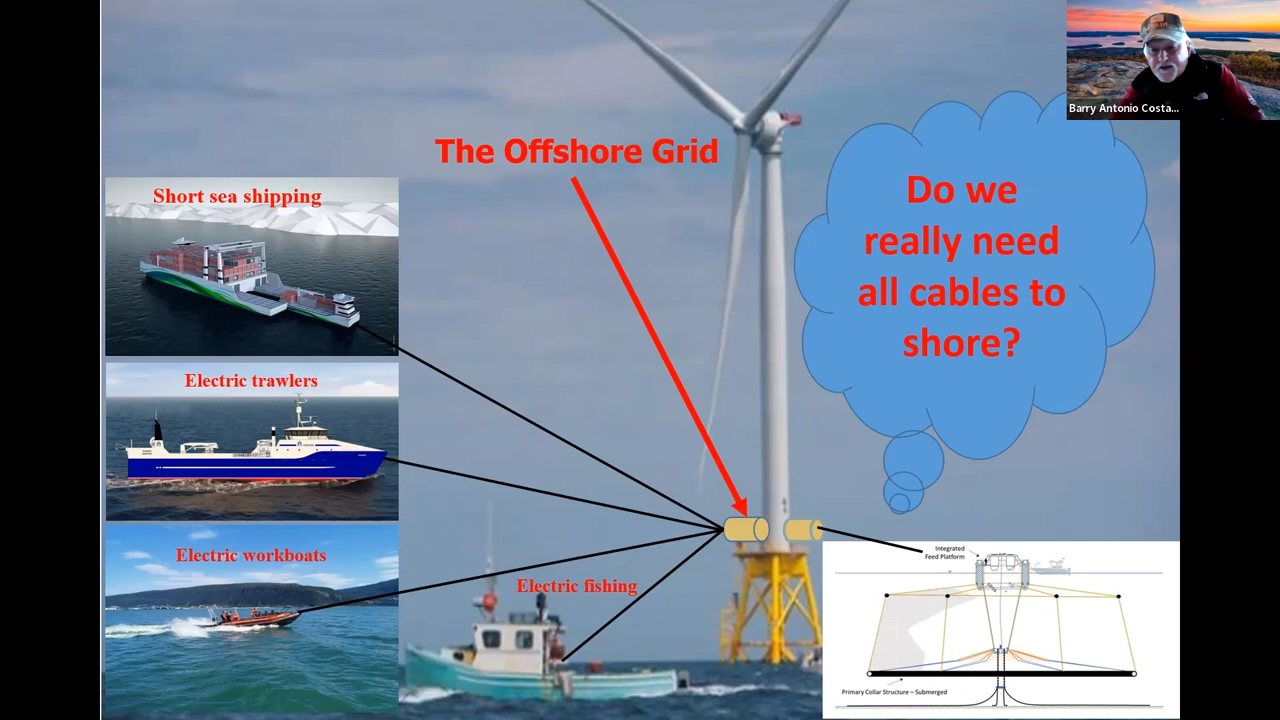 Barry Antonio Costa...
The Offshore Grid
Do we
really need
all cables to
shore?
Short sea shipping
Electric trawlers
Electric workboats
Electric fishing
Integrated
Feed Platform
Primary Collar Structure – Submerged